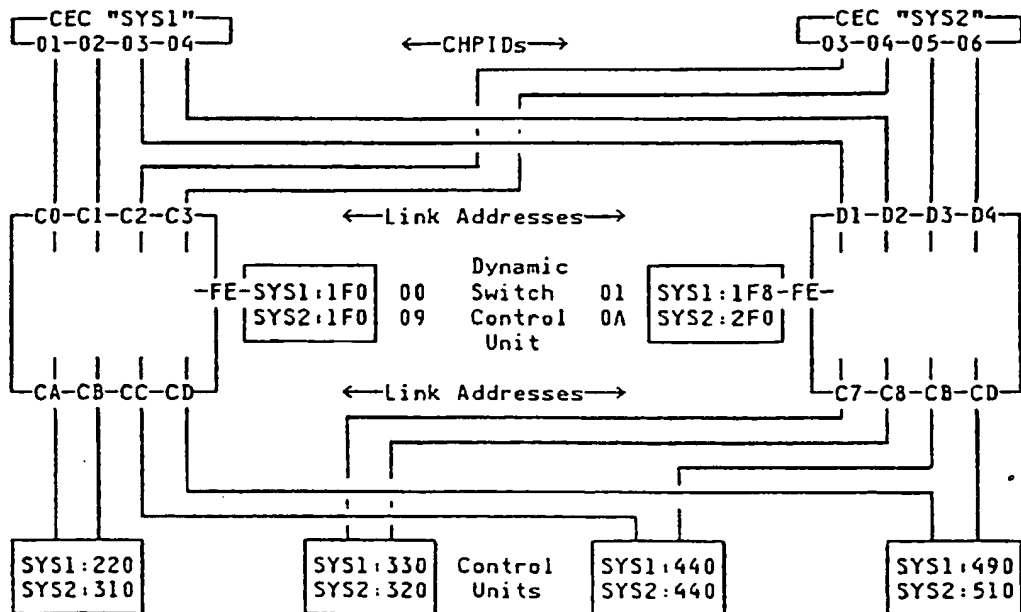 CEC "SYS1" CEC "SYS2"
01-02-03-04 ←CHPIDs→ 03-04-05-06
C0-C1-C2-C3 ←Link Addresses→ D1-D2-D3-D4
Dynamic
FE-SYS1:1F0 00 Switch 01 SYS1:1F8-FE
SYS2:1F0 09 Control 0A SYS2:2F0
Unit
CA-CB-CC-CD ←Link Addresses→ C7-C8-CB-CD
SYS1:220 SYS1:330 Control SYS1:440 SYS1:490
SYS2:310 SYS2:320 Units SYS2:440 SYS2:510